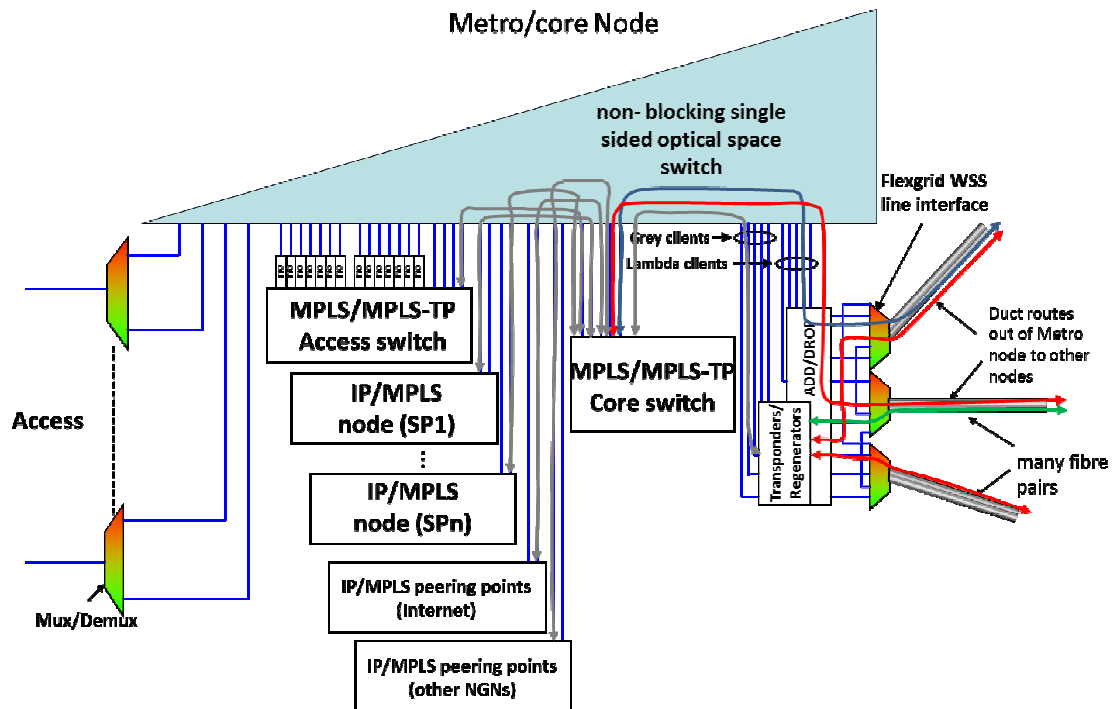 Metro/core Node
non- blocking single
sided optical space
switch
Flexgrid WSS
line interface
Grey clients
Lambda clients
MPLS/MPLS-TP
Access switch
IP/MPLS
node (SP1)
⋮
IP/MPLS
node (SPn)
IP/MPLS peering points
(Internet)
IP/MPLS peering points
(other NGNs)
MPLS/MPLS-TP
Core switch
ADD/DROP
Transponders/
Regenerators
Duct routes
out of Metro
node to other
nodes
many fibre
pairs
Access
Mux/Demux